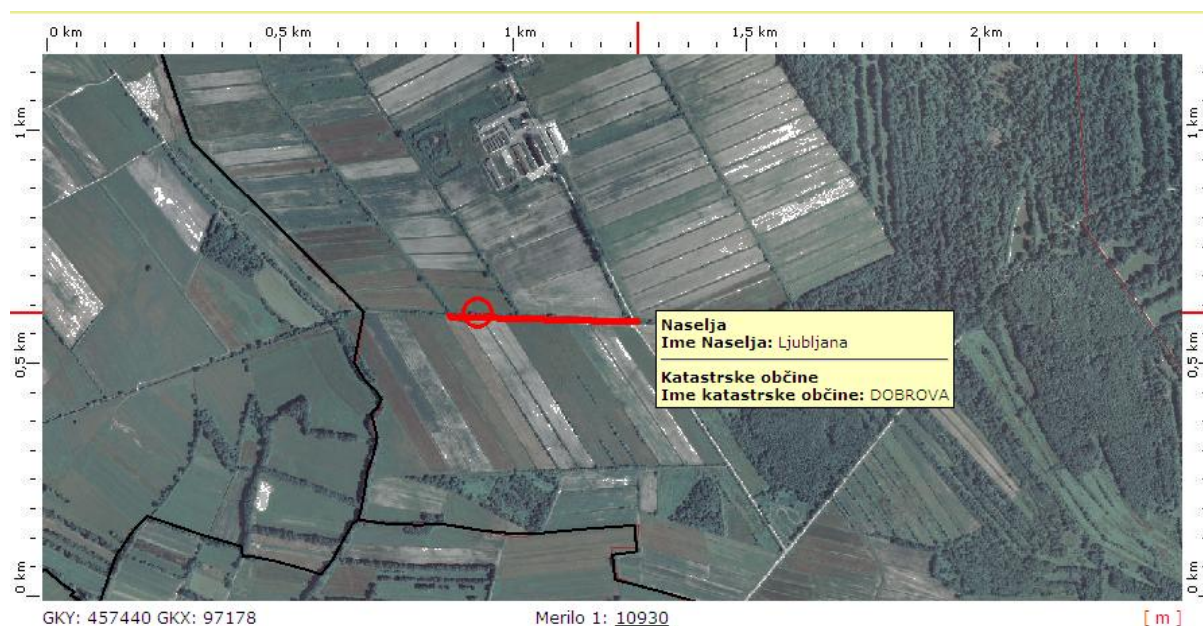 0 km 0,5 km 1 km 1,5 km 2 km
1 km 1 km
Naselja
Ime Naselja: Ljubljana
Katastrske občine
Ime katastrske občine: DOBROVA
0,5 km 0,5 km
0 km 0 km
GKY: 457440 GKX: 97178 Merilo 1: 10930 [ m ]